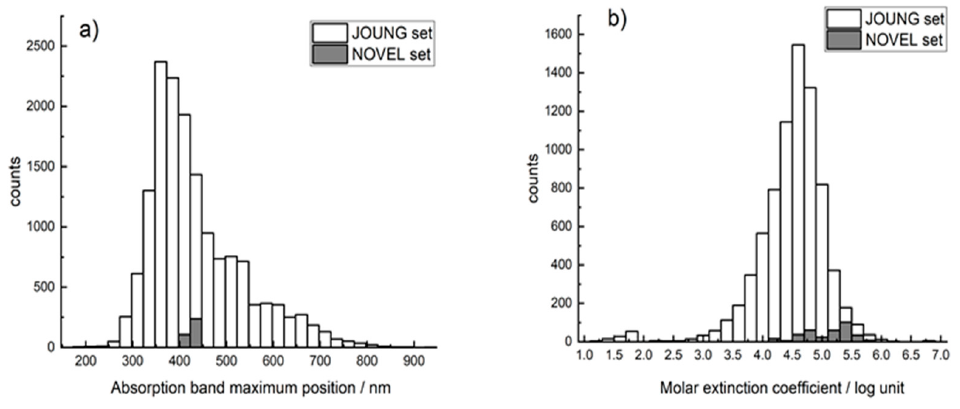 a)
JOUNG set
NOVEL set
2500
2000
1500
1000
500
0
counts
200 300 400 500 600 700 800 900
Absorption band maximum position / nm
b)
JOUNG set
NOVEL set
1600
1400
1200
1000
800
600
400
200
0
counts
1.0 1.5 2.0 2.5 3.0 3.5 4.0 4.5 5.0 5.5 6.0 6.5 7.0
Molar extinction coefficient / log unit